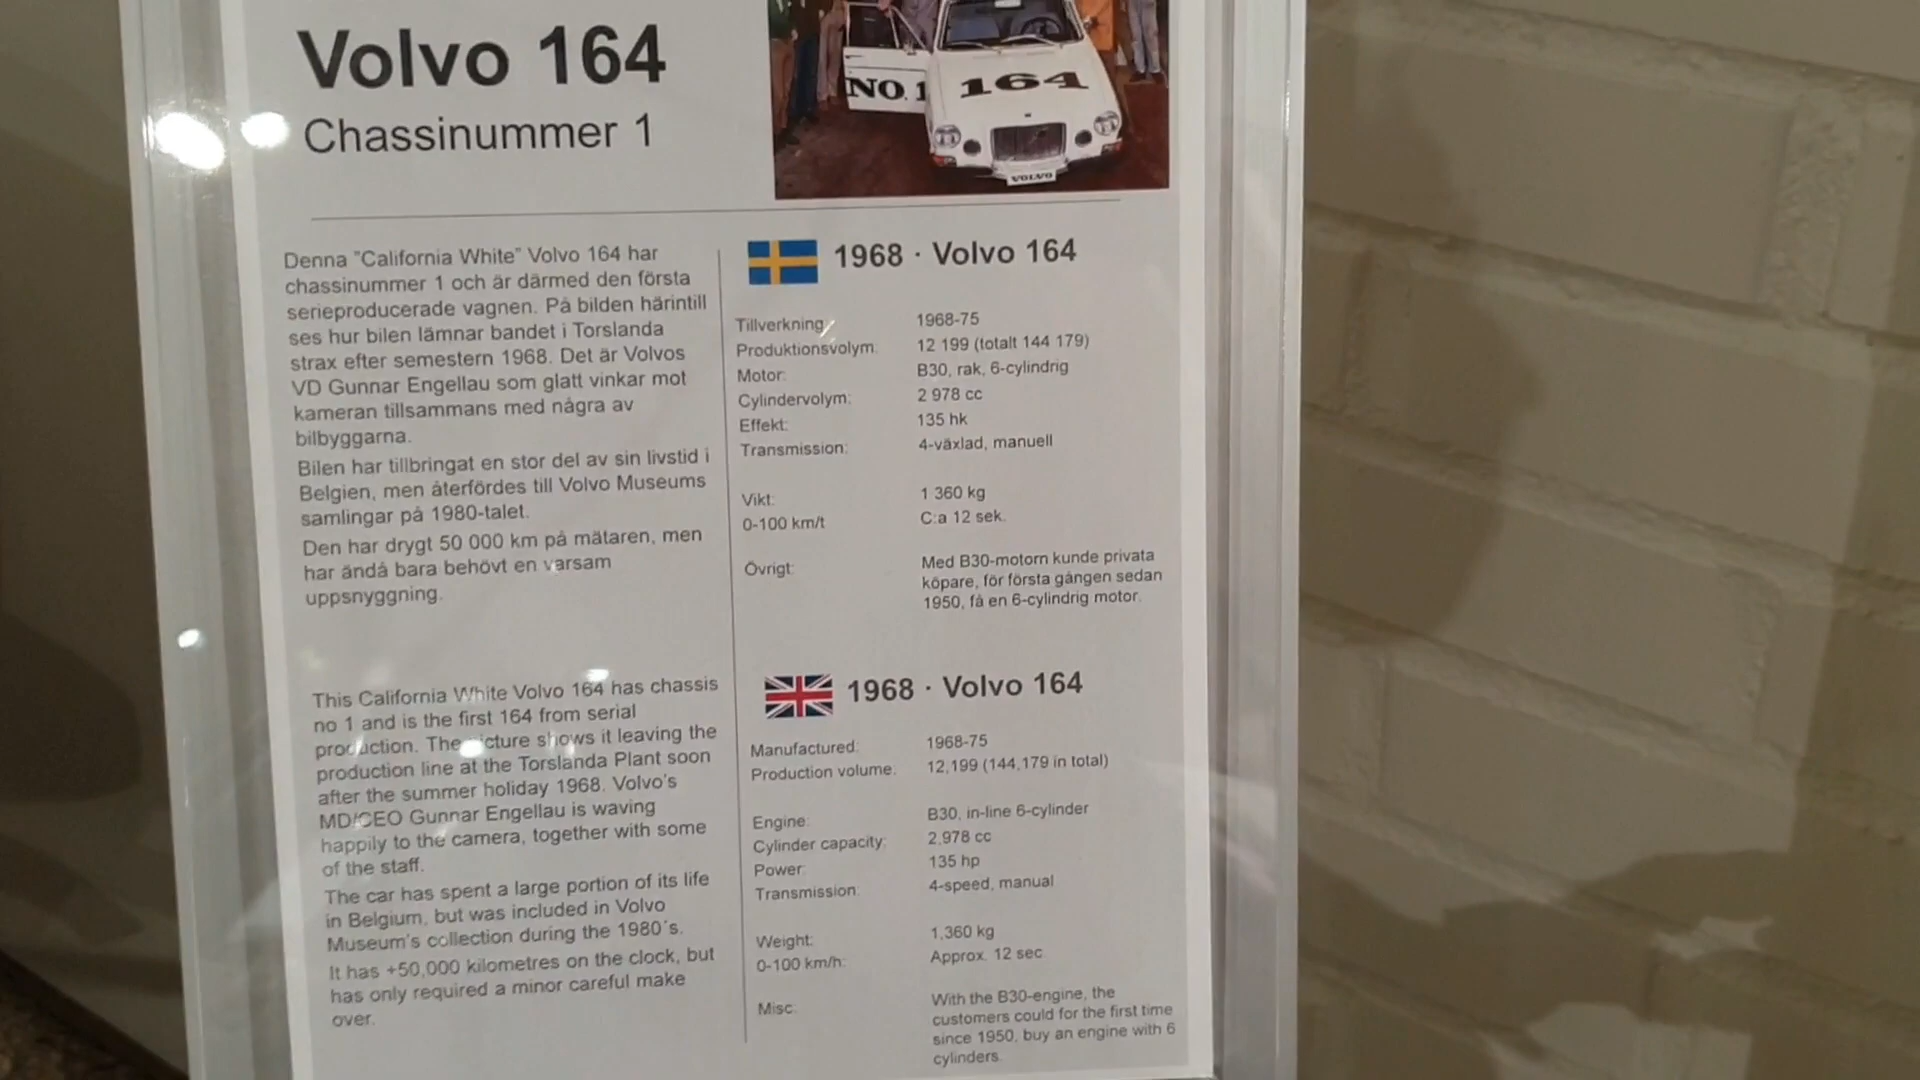 Volvo 164
Chassinummer 1
NO.1
164
VOLVO
Denna "California White" Volvo 164 har
chassinummer 1 och är därmed den första
serieproducerade vagnen. På bilden härintill
ses hur bilen lämnar bandet i Torslanda
strax efter semestern 1968. Det är Volvos
VD Gunnar Engellau som glatt vinkar mot
kameran tillsammans med några av
bilbyggarna.
Bilen har tillbringat en stor del av sin livstid i
Belgien, men återfördes till Volvo Museums
samlingar på 1980-talet.
Den har drygt 50 000 km på mätaren, men
har ändå bara behövt en varsam
uppsnyggning.
1968 · Volvo 164
Tillverkning: 1968-75
Produktionsvolym: 12 199 (totalt 144 179)
Motor: B30, rak, 6-cylindrig
Cylindervolym: 2 978 cc
Effekt: 135 hk
Transmission: 4-växlad, manuell
Vikt: 1 360 kg
0-100 km/t C:a 12 sek.
Övrigt: Med B30-motorn kunde privata
köpare, för första gången sedan
1950, få en 6-cylindrig motor.
This California White Volvo 164 has chassis
no 1 and is the first 164 from serial
production. The picture shows it leaving the
production line at the Torslanda Plant soon
after the summer holiday 1968. Volvo's
MD/CEO Gunnar Engellau is waving
happily to the camera, together with some
of the staff.
The car has spent a large portion of its life
in Belgium, but was included in Volvo
Museum's collection during the 1980´s.
It has +50,000 kilometres on the clock, but
has only required a minor careful make
over.
1968 · Volvo 164
Manufactured: 1968-75
Production volume: 12,199 (144,179 in total)
Engine: B30, in-line 6-cylinder
Cylinder capacity: 2,978 cc
Power: 135 hp
Transmission: 4-speed, manual
Weight: 1,360 kg
0-100 km/h: Approx. 12 sec
Misc: With the B30-engine, the
customers could for the first time
since 1950, buy an engine with 6
cylinders.